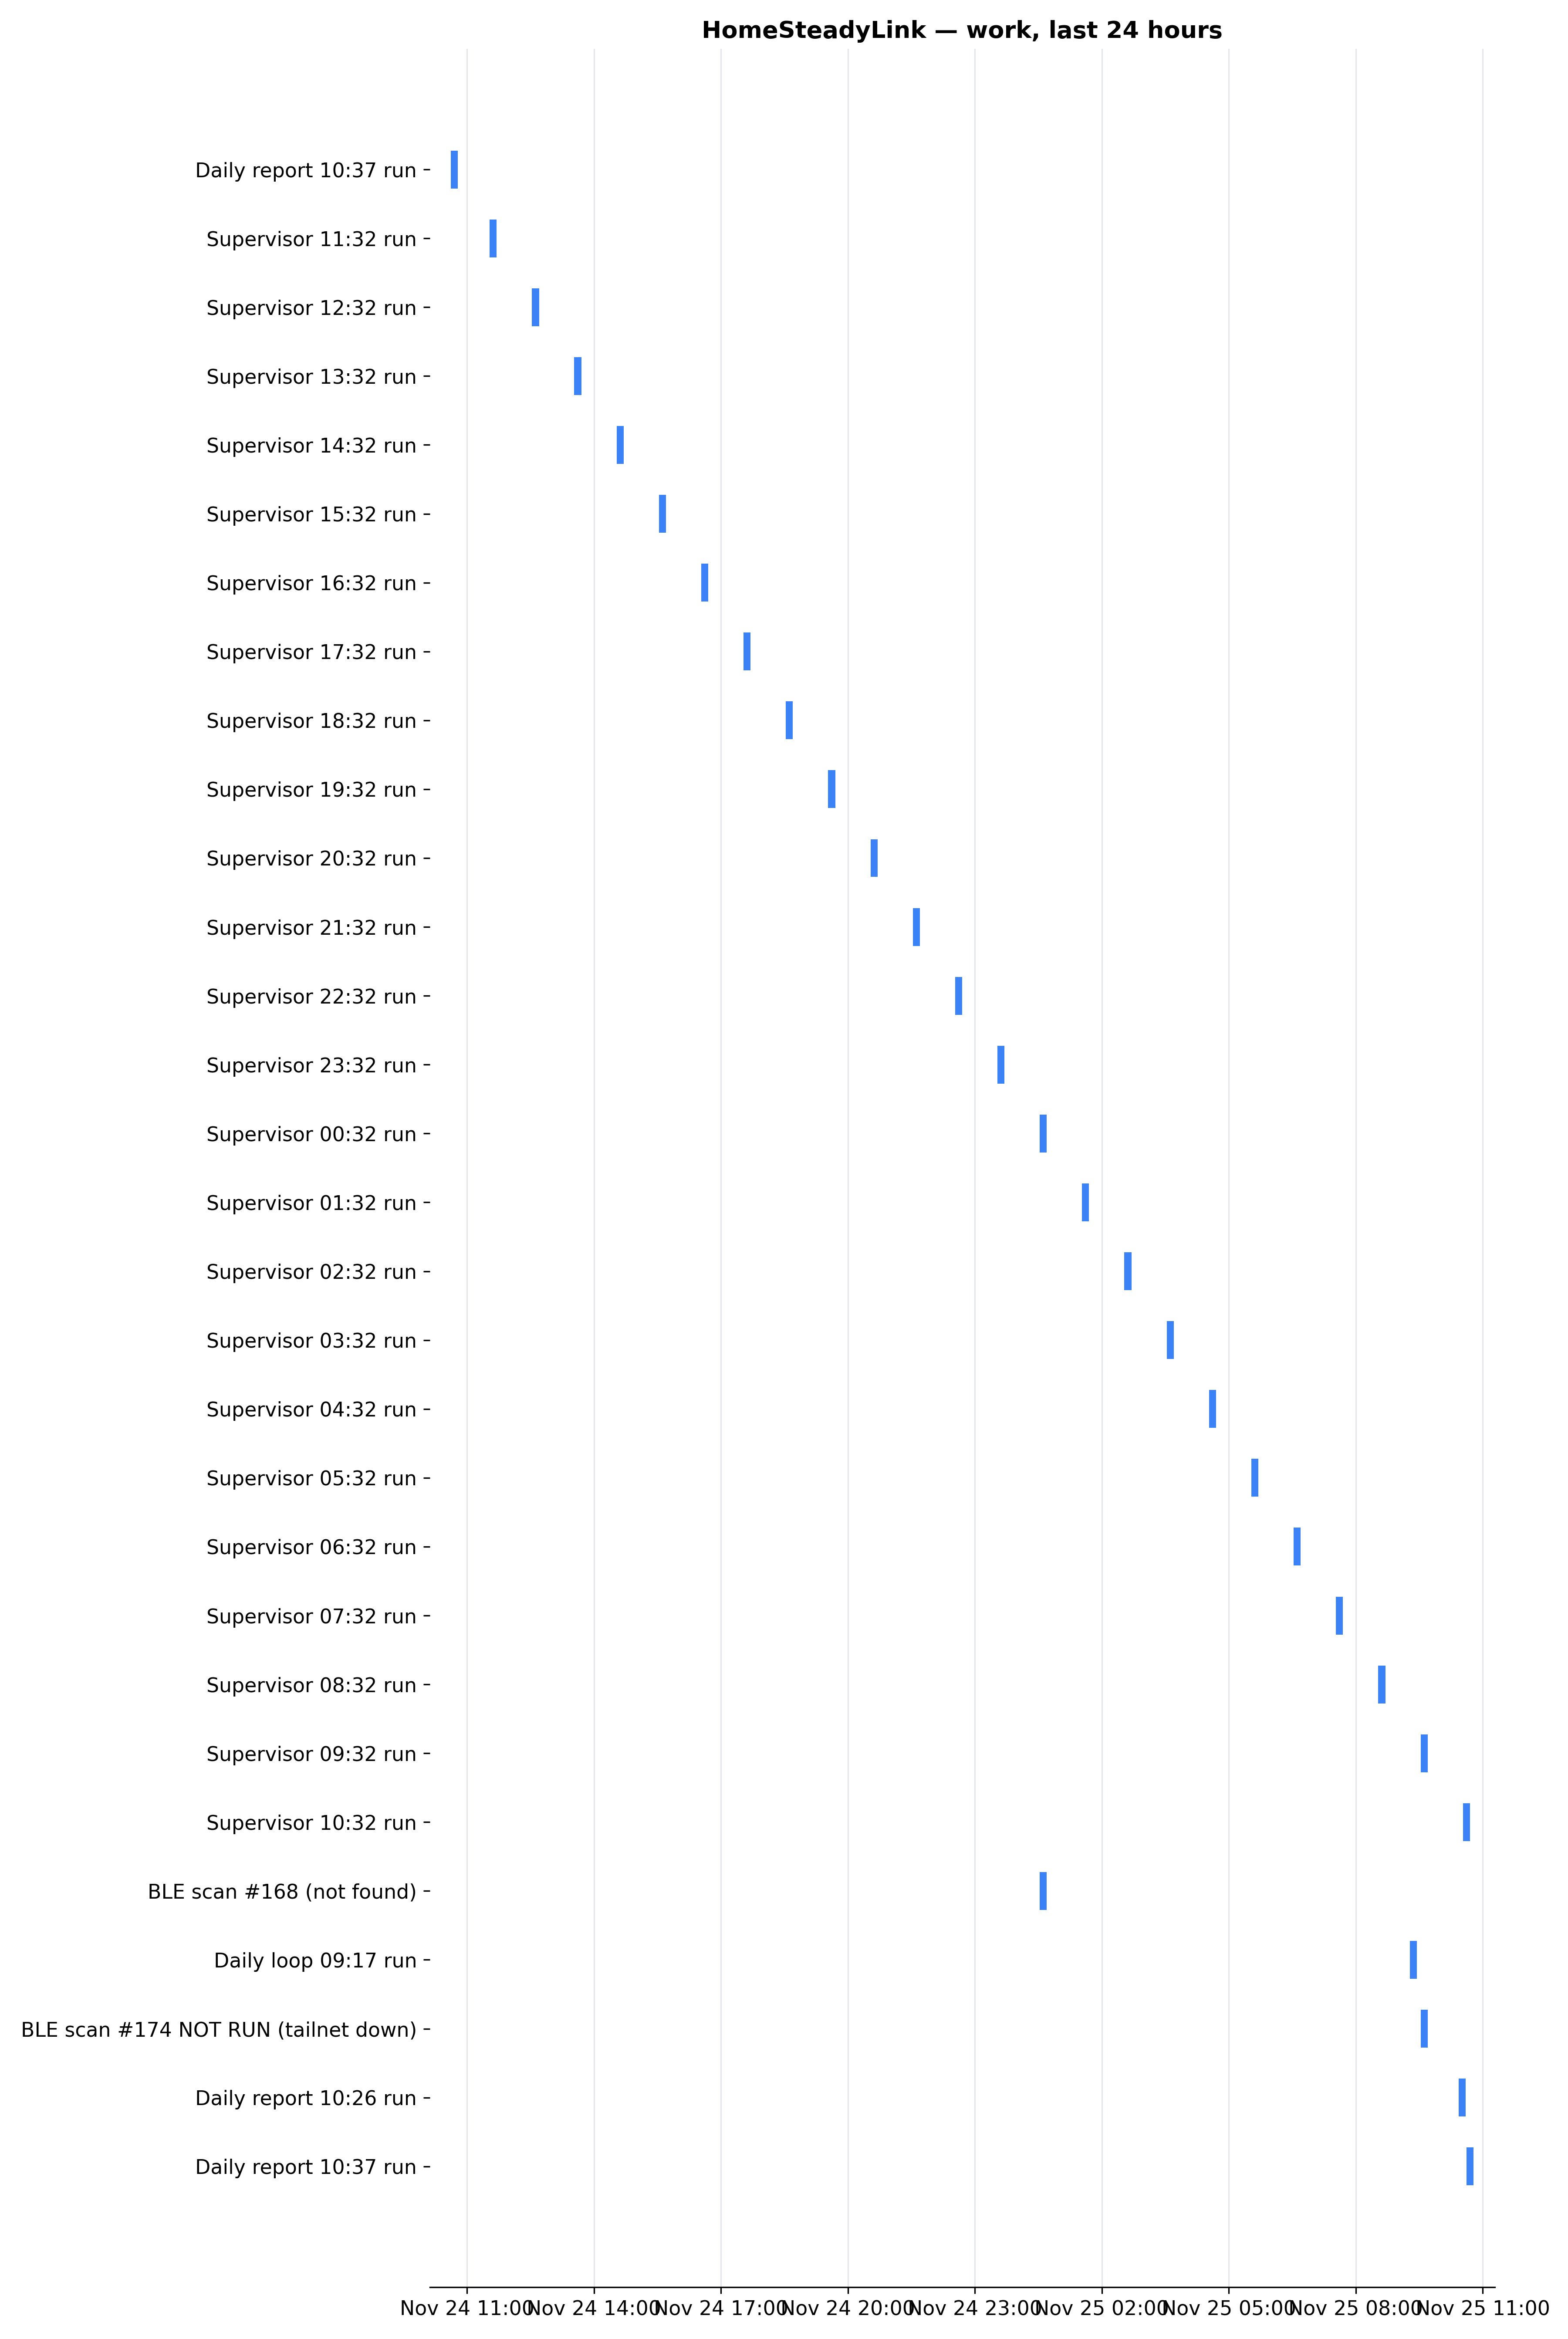 HomeSteadyLink — work, last 24 hours
Daily report 10:37 run
Supervisor 11:32 run
Supervisor 12:32 run
Supervisor 13:32 run
Supervisor 14:32 run
Supervisor 15:32 run
Supervisor 16:32 run
Supervisor 17:32 run
Supervisor 18:32 run
Supervisor 19:32 run
Supervisor 20:32 run
Supervisor 21:32 run
Supervisor 22:32 run
Supervisor 23:32 run
Supervisor 00:32 run
Supervisor 01:32 run
Supervisor 02:32 run
Supervisor 03:32 run
Supervisor 04:32 run
Supervisor 05:32 run
Supervisor 06:32 run
Supervisor 07:32 run
Supervisor 08:32 run
Supervisor 09:32 run
Supervisor 10:32 run
BLE scan #168 (not found)
Daily loop 09:17 run
BLE scan #174 NOT RUN (tailnet down)
Daily report 10:26 run
Daily report 10:37 run
Nov 24 11:00 Nov 24 14:00 Nov 24 17:00 Nov 24 20:00 Nov 24 23:00 Nov 25 02:00 Nov 25 05:00 Nov 25 08:00 Nov 25 11:00